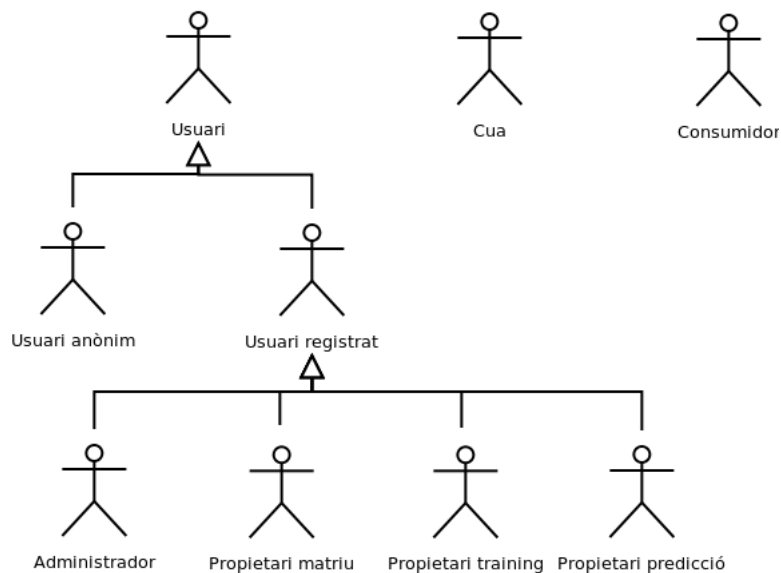 Usuari
Cua
Consumidor
Usuari anònim
Usuari registrat
Administrador
Propietari matriu
Propietari training
Propietari predicció